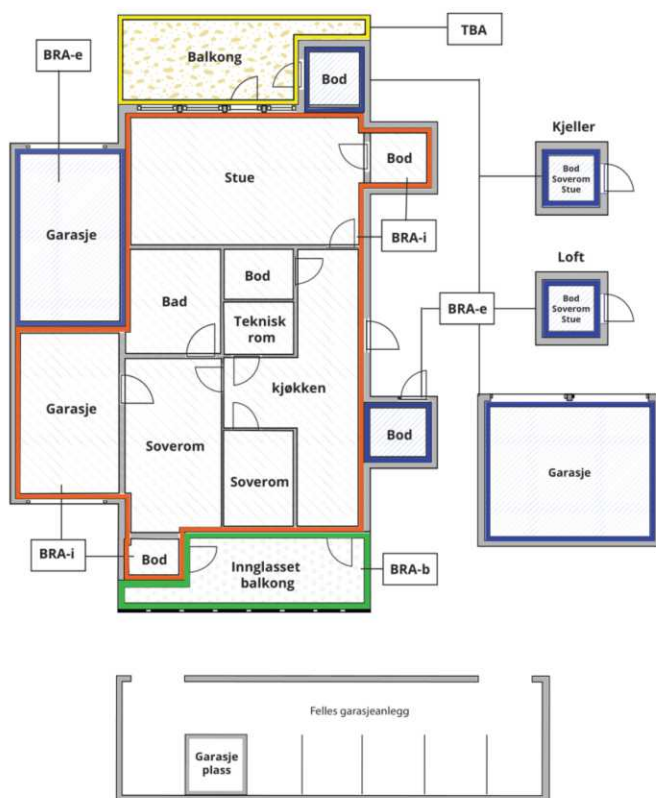 TBA
BRA-e
Balkong
Bod
Kjeller
Bod
Soverom
Stue
Stue
Bod
Garasje
BRA-i
Loft
Bod
Bad
Bod
Soverom
Stue
BRA-e
Teknisk
rom
kjøkken
Garasje
Bod
Soverom
Garasje
Soverom
BRA-i
Bod
Innglasset
balkong
BRA-b
Felles garasjeanlegg
Garasje
plass